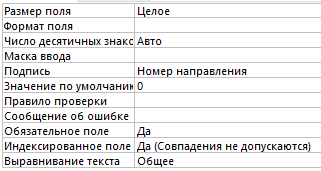 Размер поля Целое
Формат поля
Число десятичных знако Авто
Маска ввода
Подпись Номер направления
Значение по умолчани 0
Правило проверки
Сообщение об ошибке
Обязательное поле Да
Индексированное поле Да (Совпадения не допускаются)
Выравнивание текста Общее